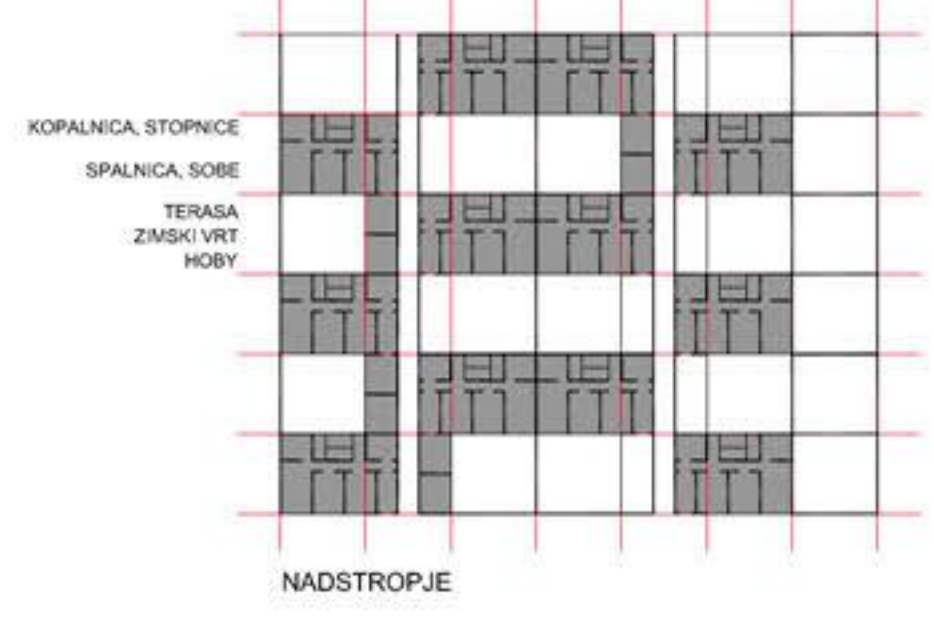 KOPALNICA, STOPNICE
SPALNICA, SOBE
TERASA
ZIMSKI VRT
HOBY
NADSTROPJE